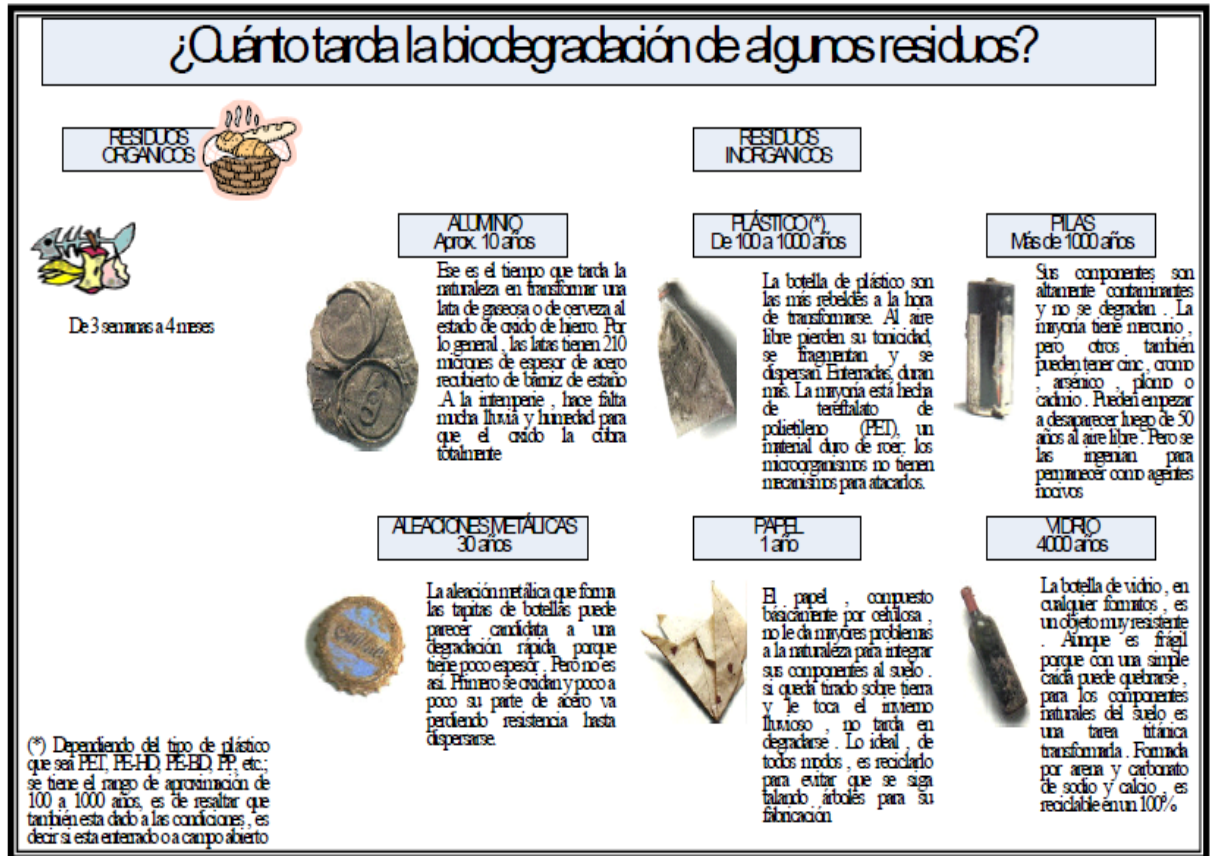 ¿Cuánto tarda la biodegradación de algunos residuos?
RESIDUOS
ORGANICOS
RESIDUOS
INORGANICOS
De 3 semanas a 4 meses
ALUMINIO
Aprox. 10 años
Ese es el tiempo que tarda la
naturaleza en transformar una
lata de gaseosa o de cerveza al
estado de oxido de hierro. Por
lo general , las latas tienen 210
micrones de espesor de acero
recubierto de barniz de estaño
.A la intemperie , hace falta
mucha lluvia y humedad para
que el oxido la cubra
totalmente
PLÁSTICO (*)
De 100 a 1000 años
La botella de plástico son
las más rebeldes a la hora
de transformarse. Al aire
libre pierden su tonicidad,
se fragmentan y se
dispersan. Enterradas, duran
más. La mayoría está hecha
de tereftalato de
polietileno (PET), un
material duro de roer: los
microorganismos no tienen
mecanismos para atacarlos.
PILAS
Más de 1000 años
Sus componentes son
altamente contaminantes
y no se degradan . La
mayoría tiene mercurio ,
pero otros también
pueden tener cinc , cromo
, arsénico , plomo o
cadmio . Pueden empezar
a desaparecer luego de 50
años al aire libre . Pero se
las ingenian para
permanecer como agentes
nocivos
ALEACIONES METÁLICAS
30 años
La aleación metálica que forma
las tapitas de botellas puede
parecer candidata a una
degradación rápida porque
tiene poco espesor . Pero no es
así. Primero se oxidan y poco a
poco su parte de acero va
perdiendo resistencia hasta
dispersarse.
PAPEL
1 año
El papel , compuesto
básicamente por celulosa ,
no le da mayores problemas
a la naturaleza para integrar
sus componentes al suelo .
si queda tirado sobre tierra
y le toca el invierno
lluvioso , no tarda en
degradarse . Lo ideal , de
todos modos , es reciclarlo
para evitar que se siga
talando árboles para su
fabricación
VIDRIO
4000 años
La botella de vidrio , en
cualquier formatos , es
un objeto muy resistente
. Aunque es frágil
porque con una simple
caída puede quebrarse ,
para los componentes
naturales del suelo es
una tarea titánica
transformarla . Formada
por arena y carbonato
de sodio y calcio , es
reciclable en un 100%
(*) Dependiendo del tipo de plástico
que sea PET, PE-HD, PE-BD, PP, etc.;
se tiene el rango de aproximación de
100 a 1000 años, es de resaltar que
también esta dado a las condiciones , es
decir si esta enterrado o a campo abierto